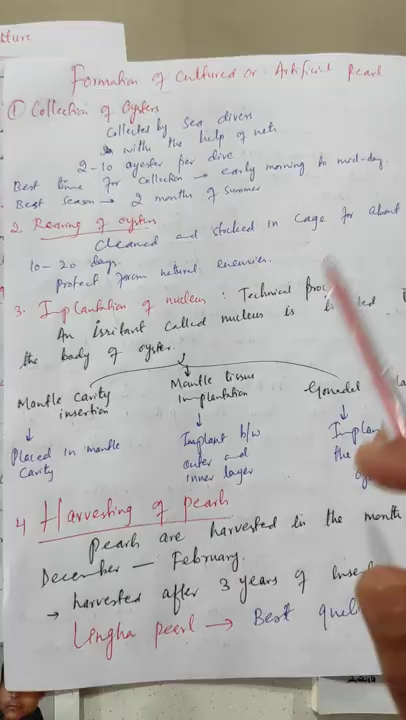 ture
Formation of Cultured or Artificial pearl
① Collection of Oysters
Collected by Sea divers
with the help of nets
2-10 oyester per dive.
Best time for collection → early morning to mid-day.
Best season → 2 months of summer
2. Rearing of oyster
Cleaned and stocked in cage for about
10-20 days.
Protect from natural enemies.
3. Implantation of nucleus : Technical
An irritant called nucleus is
the body of oyster.
Mantle cavity insertion
↓
Placed in mantle cavity
Mantle tissue Implantation
↓
Implant b/w outer and inner layer
Gonadal
↓
the
4 Harvesting of pearls
Pearls are harvested in the month
December — February.
→ harvested after 3 years of
Lingha pearl → Best